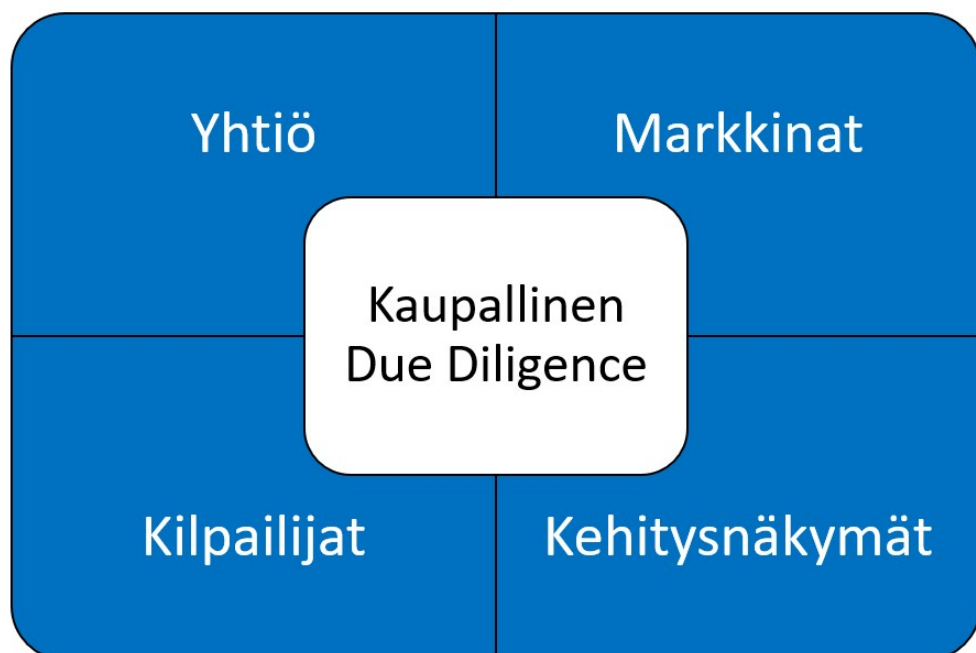 Yhtiö
Markkinat
Kaupallinen
Due Diligence
Kilpailijat
Kehitysnäkymät